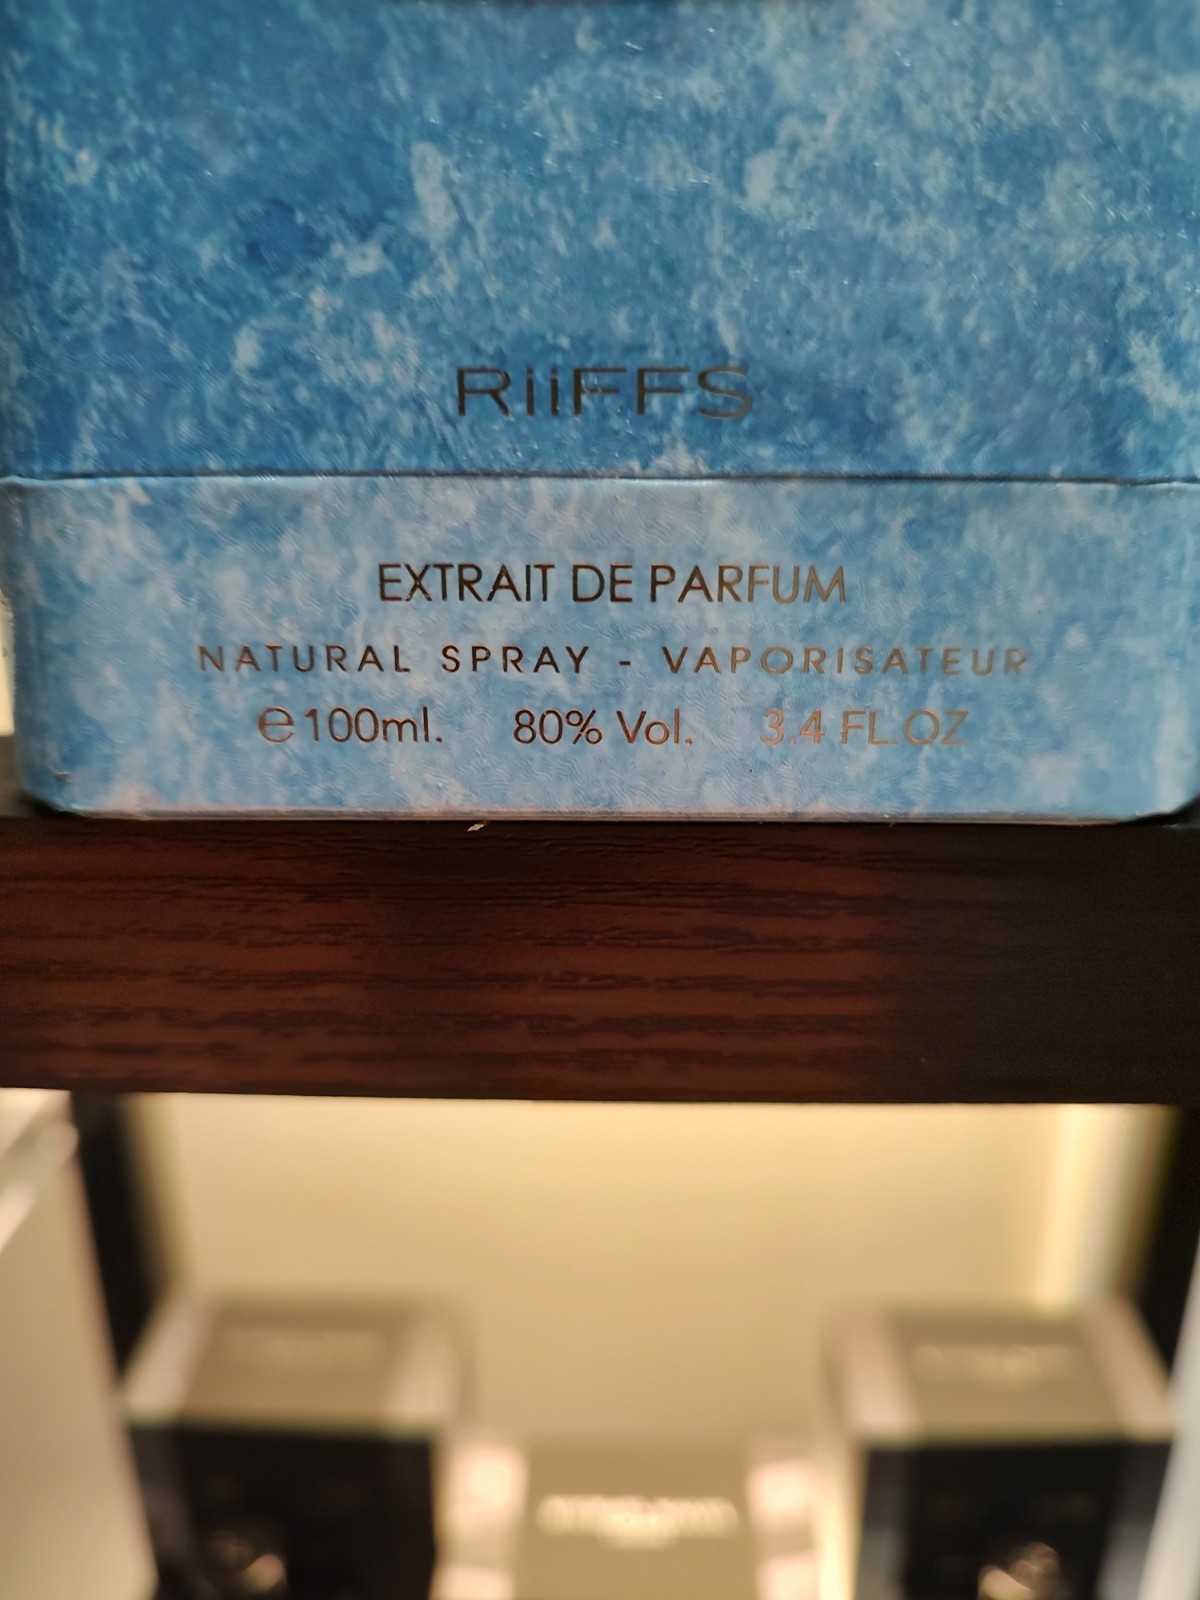 RiiFFS
EXTRAIT DE PARFUM
NATURAL SPRAY - VAPORISATEUR
℮100ml. 80% Vol. 3.4 FL.OZ